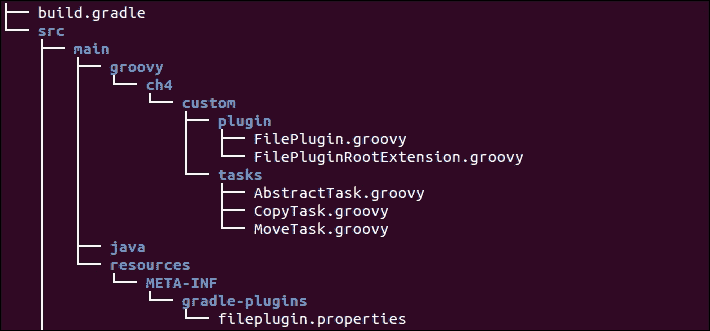 build.gradle
src
main
groovy
ch4
custom
plugin
FilePlugin.groovy
FilePluginRootExtension.groovy
tasks
AbstractTask.groovy
CopyTask.groovy
MoveTask.groovy
java
resources
META-INF
gradle-plugins
fileplugin.properties